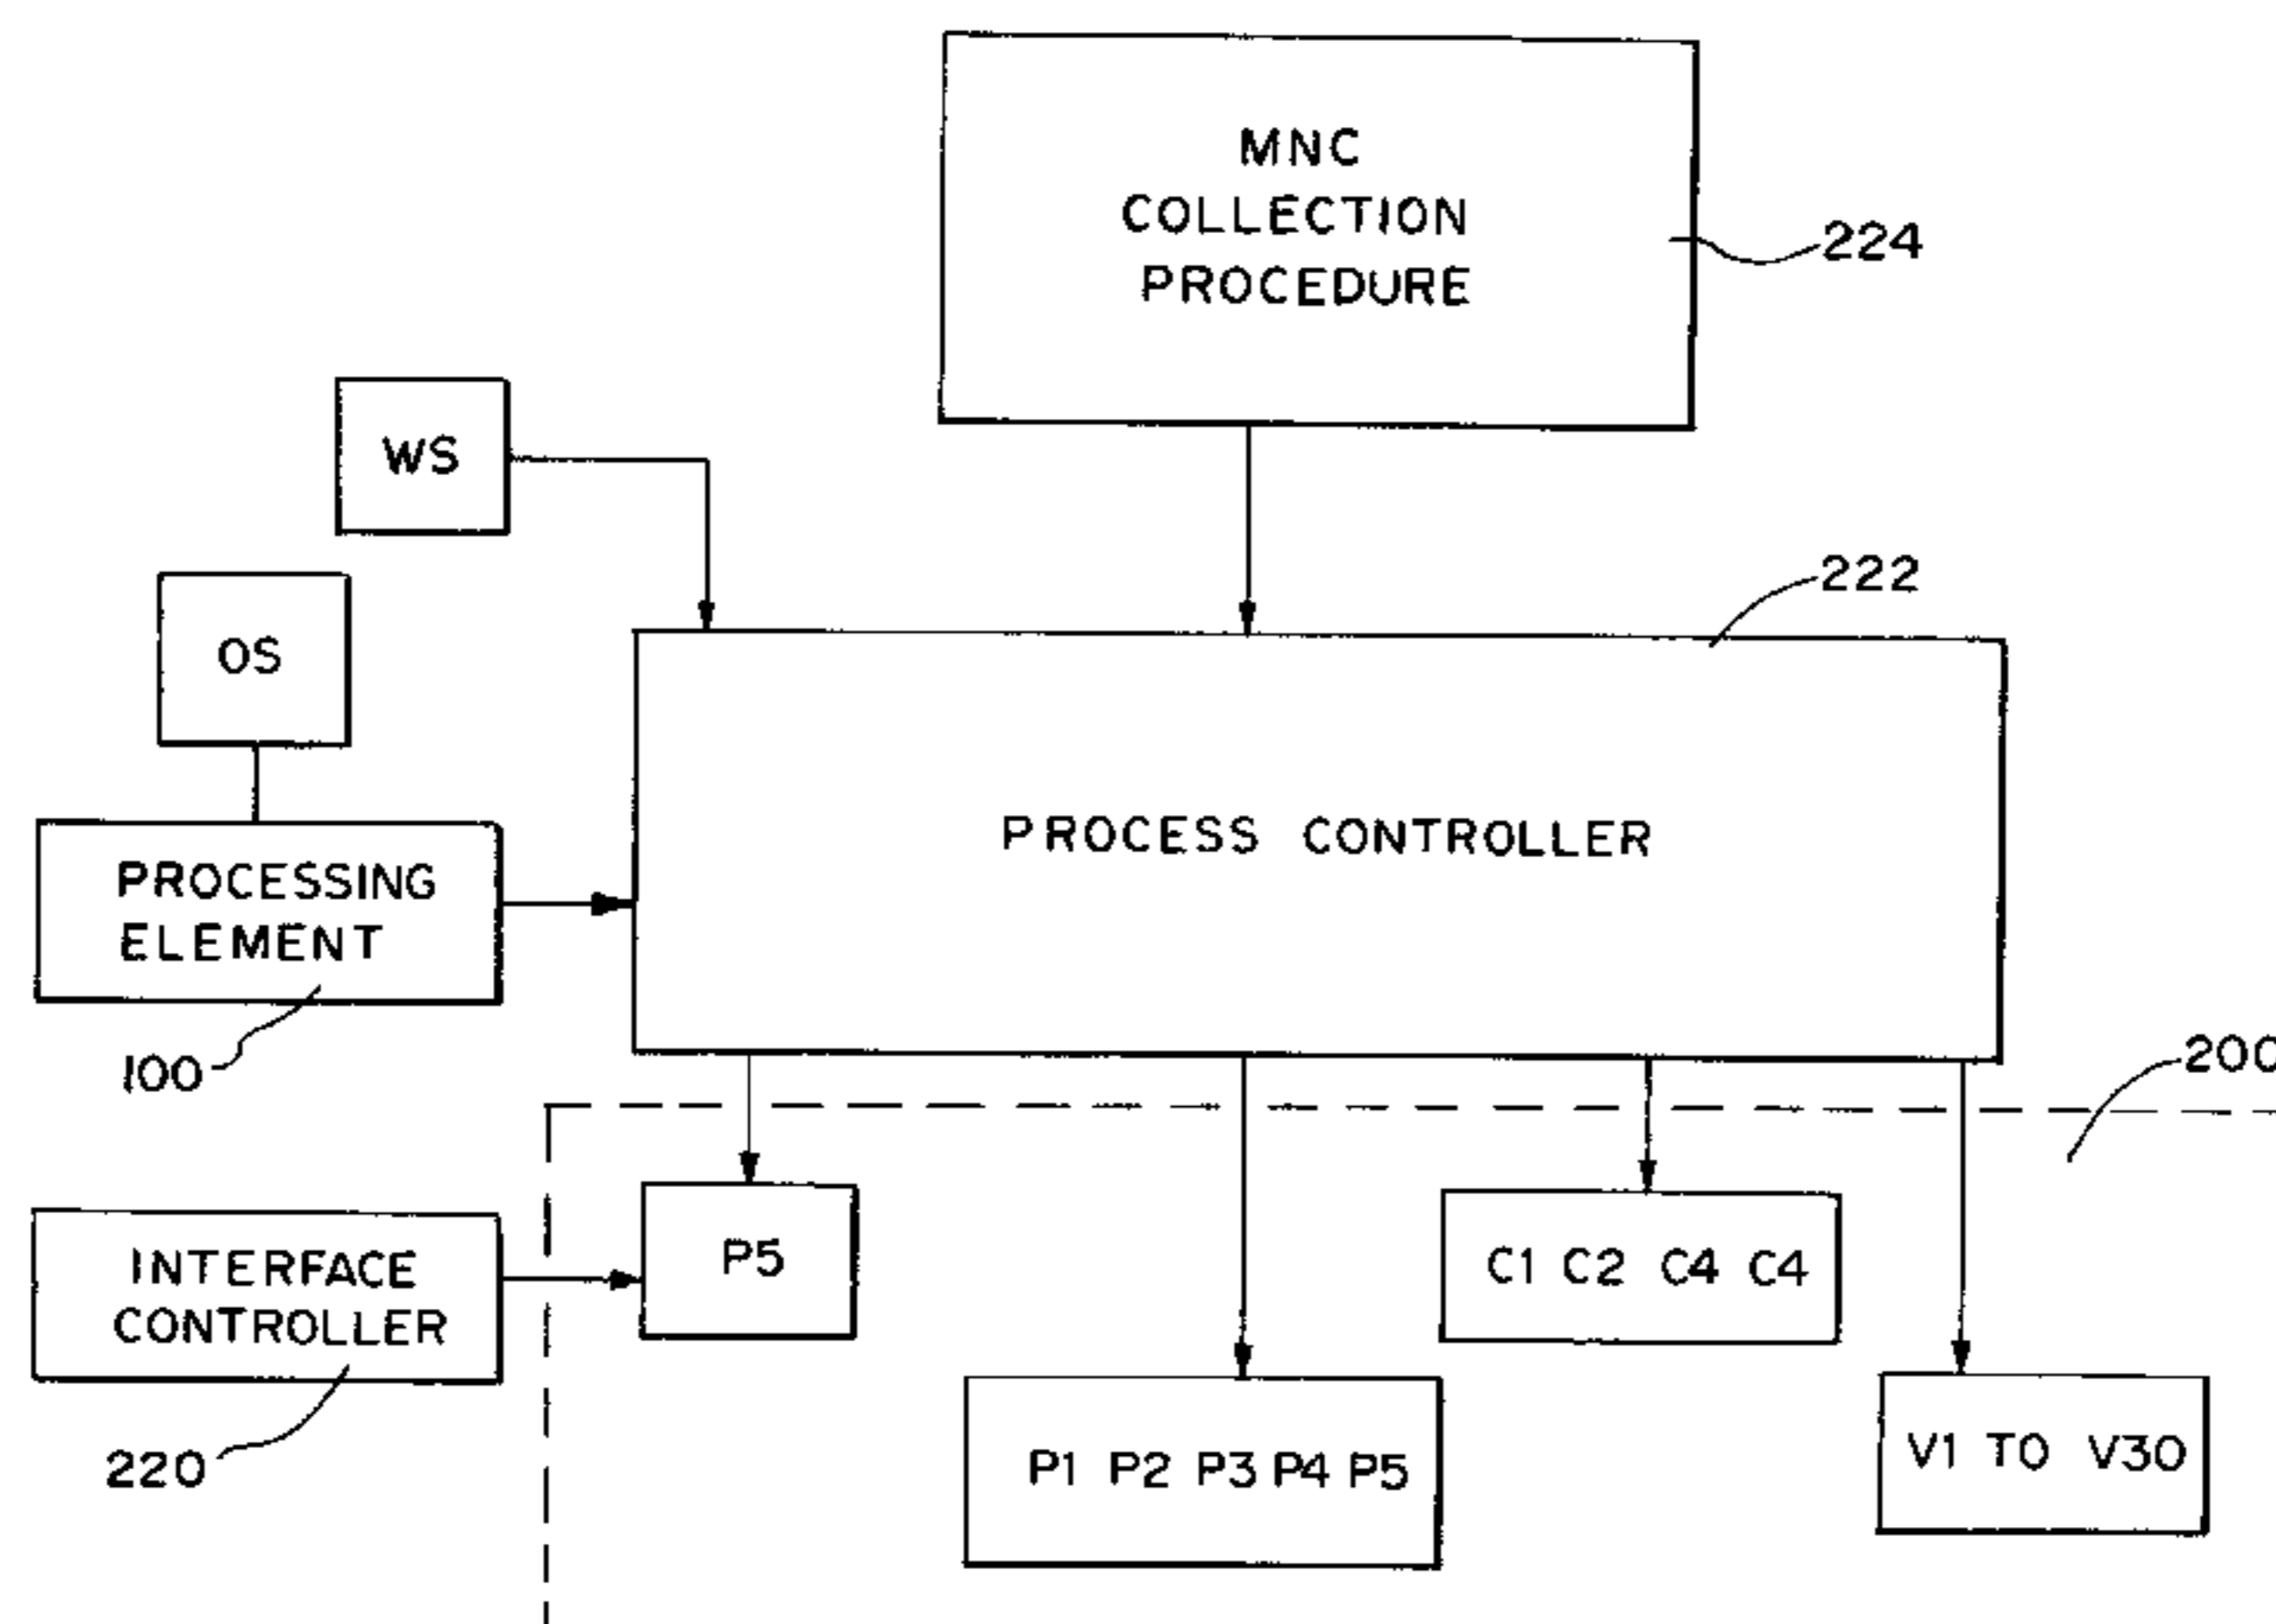 MNC
COLLECTION
PROCEDURE
224
WS
222
OS
PROCESS CONTROLLER
PROCESSING
ELEMENT
100
200
INTERFACE
CONTROLLER
220
P5
C1 C2 C4 C4
P1 P2 P3 P4 P5
V1 TO V30